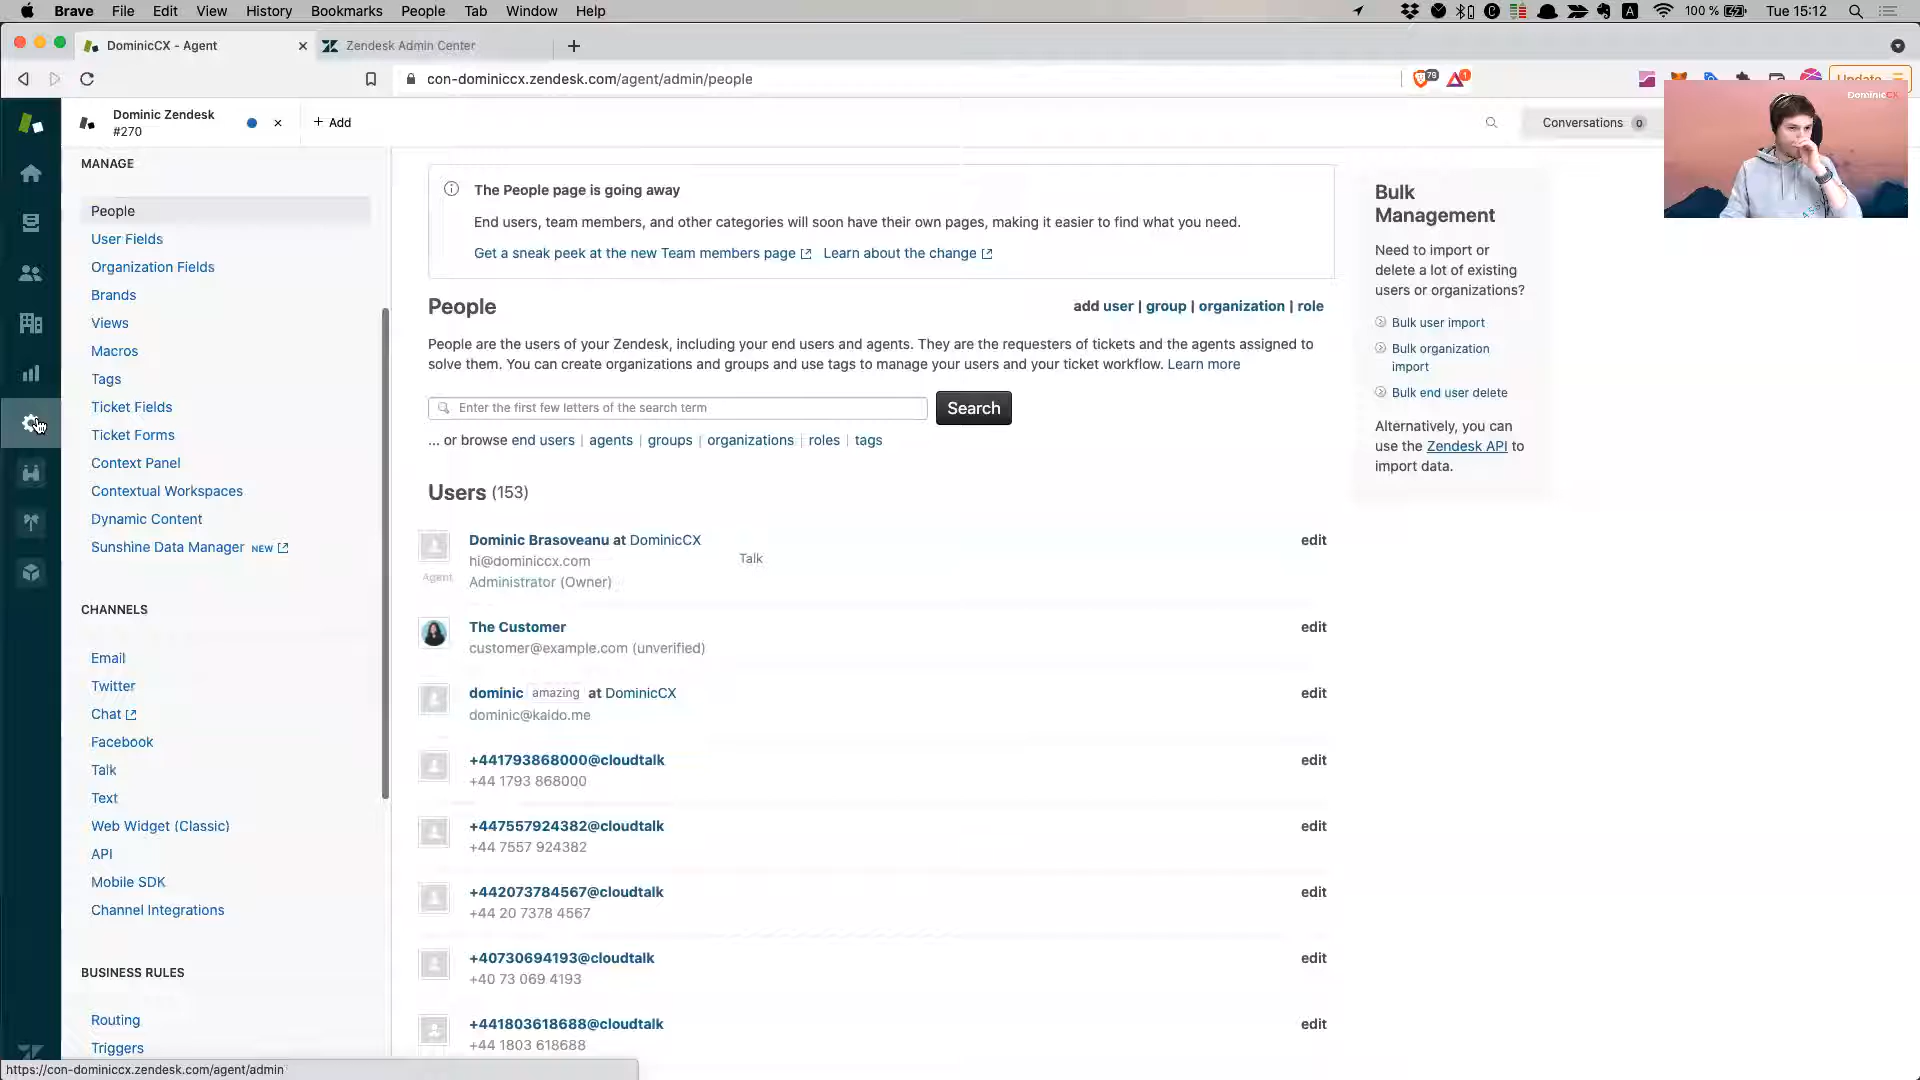 Brave File Edit View History Bookmarks People Tab Window Help
100 % Tue 15:12
DominicCX - Agent
Zendesk Admin Center
con-dominiccx.zendesk.com/agent/admin/people
79
1
Update
DominicCX
Dominic Zendesk
#270
+ Add
Conversations 0
MANAGE
People
User Fields
Organization Fields
Brands
Views
Macros
Tags
Ticket Fields
Ticket Forms
Context Panel
Contextual Workspaces
Dynamic Content
Sunshine Data Manager NEW
CHANNELS
Email
Twitter
Chat
Facebook
Talk
Text
Web Widget (Classic)
API
Mobile SDK
Channel Integrations
BUSINESS RULES
Routing
Triggers
https://con-dominiccx.zendesk.com/agent/admin
The People page is going away
End users, team members, and other categories will soon have their own pages, making it easier to find what you need.
Get a sneak peek at the new Team members page Learn about the change
People
add user | group | organization | role
People are the users of your Zendesk, including your end users and agents. They are the requesters of tickets and the agents assigned to
solve them. You can create organizations and groups and use tags to manage your users and your ticket workflow. Learn more
Enter the first few letters of the search term
Search
... or browse end users | agents | groups | organizations | roles | tags
Users (153)
Dominic Brasoveanu at DominicCX edit
hi@dominiccx.com Talk
Agent
Administrator (Owner)
The Customer edit
customer@example.com (unverified)
dominic amazing at DominicCX edit
dominic@kaido.me
+441793868000@cloudtalk edit
+44 1793 868000
+447557924382@cloudtalk edit
+44 7557 924382
+442073784567@cloudtalk edit
+44 20 7378 4567
+40730694193@cloudtalk edit
+40 73 069 4193
+441803618688@cloudtalk edit
+44 1803 618688
Bulk
Management
Need to import or
delete a lot of existing
users or organizations?
Bulk user import
Bulk organization
import
Bulk end user delete
Alternatively, you can
use the Zendesk API to
import data.